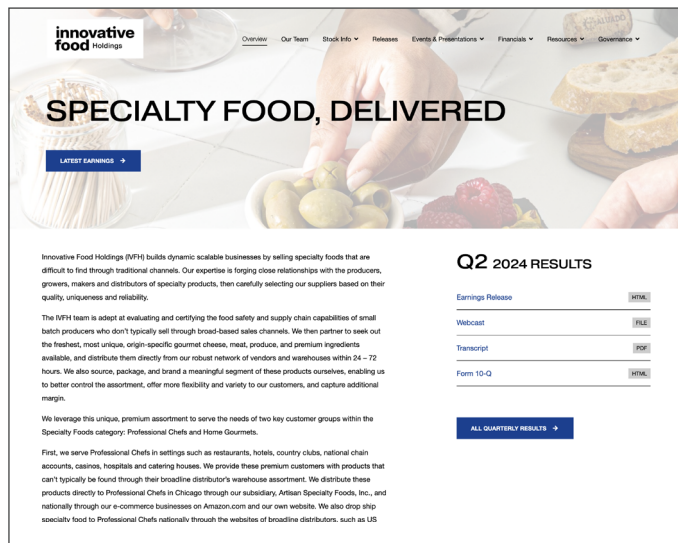 innovative
food Holdings
Overview Our Team Stock Info Releases Events & Presentations Financials Resources Governance
SPECIALTY FOOD, DELIVERED
LATEST EARNINGS →
Innovative Food Holdings (IVFH) builds dynamic scalable businesses by selling specialty foods that are
difficult to find through traditional channels. Our expertise is forging close relationships with the producers,
growers, makers and distributors of specialty products, then carefully selecting our suppliers based on their
quality, uniqueness and reliability.
The IVFH team is adept at evaluating and certifying the food safety and supply chain capabilities of small
batch producers who don't typically sell through broad-based sales channels. We then partner to seek out
the freshest, most unique, origin-specific gourmet cheese, meat, produce, and premium ingredients
available, and distribute them directly from our robust network of vendors and warehouses within 24 – 72
hours. We also source, package, and brand a meaningful segment of these products ourselves, enabling us
to better control the assortment, offer more flexibility and variety to our customers, and capture additional
margin.
We leverage this unique, premium assortment to serve the needs of two key customer groups within the
Specialty Foods category: Professional Chefs and Home Gourmets.
First, we serve Professional Chefs in settings such as restaurants, hotels, country clubs, national chain
accounts, casinos, hospitals and catering houses. We provide these premium customers with products that
can't typically be found through their broadline distributor's warehouse assortment. We distribute these
products directly to Professional Chefs in Chicago through our subsidiary, Artisan Specialty Foods, Inc., and
nationally through our e-commerce businesses on Amazon.com and our own website. We also drop ship
specialty food to Professional Chefs nationally through the websites of broadline distributors, such as US
Q2 2024 RESULTS
Earnings Release HTML
Webcast FILE
Transcript PDF
Form 10-Q HTML
ALL QUARTERLY RESULTS →